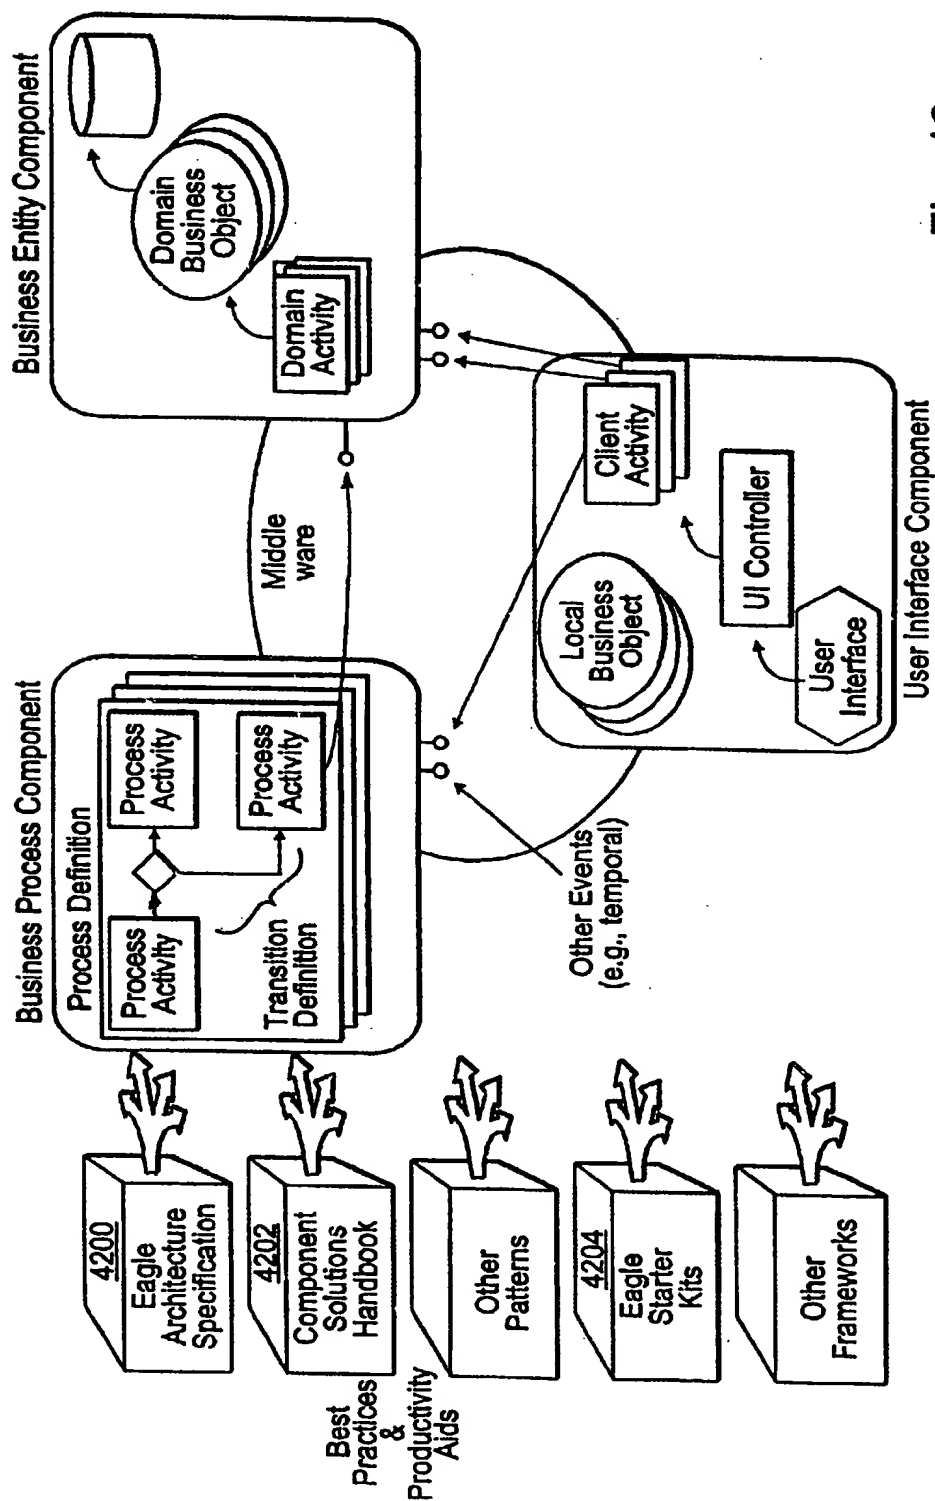 Best
Practices
&
Productivity
Aids
4200
Eagle
Architecture
Specification
4202
Component
Solutions
Handbook
Other
Patterns
4204
Eagle
Starter
Kits
Other
Frameworks
Business Process Component
Process Definition
Process
Activity
Process
Activity
Process
Activity
Transition
Definition
Other Events
(e.g., temporal)
Middle
ware
Business Entity Component
Domain
Business
Object
Domain
Activity
Local
Business
Object
Client
Activity
UI Controller
User
Interface
User Interface Component